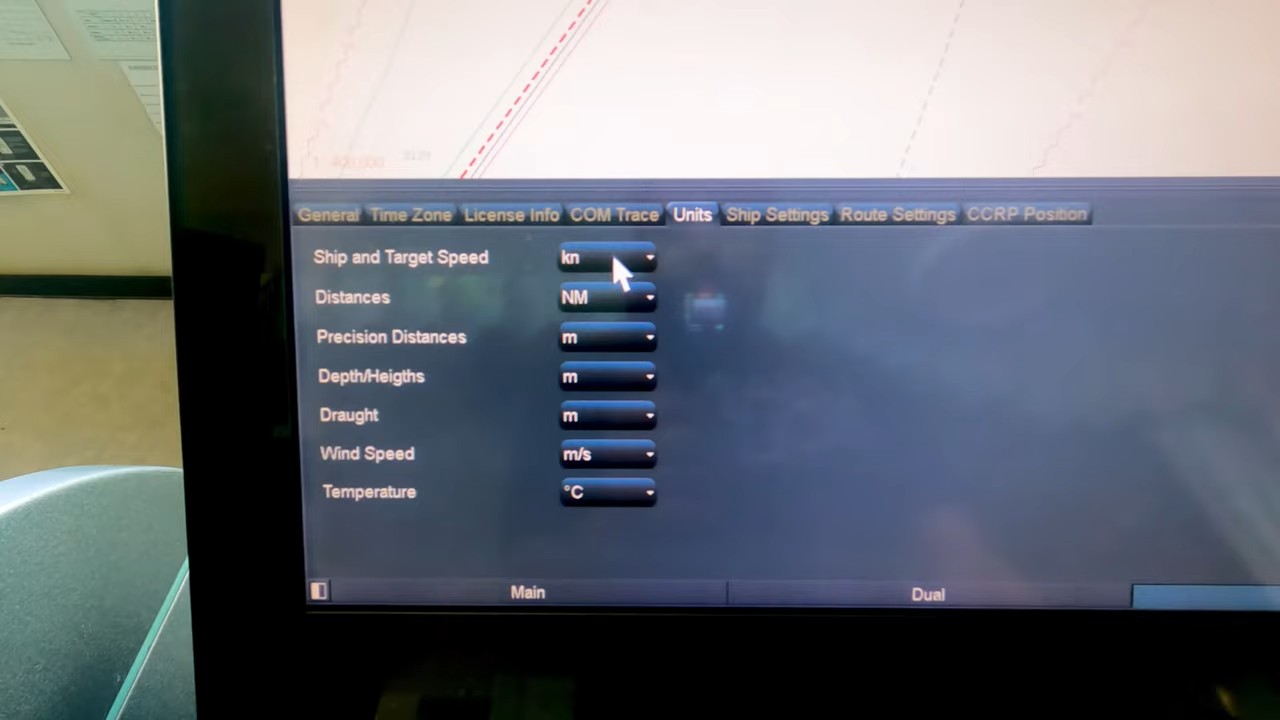 General Time Zone License Info COM Trace Units Ship Settings Route Settings CCRP Position
Ship and Target Speed kn
Distances NM
Precision Distances m
Depth/Heigths m
Draught m
Wind Speed m/s
Temperature °C
Main Dual